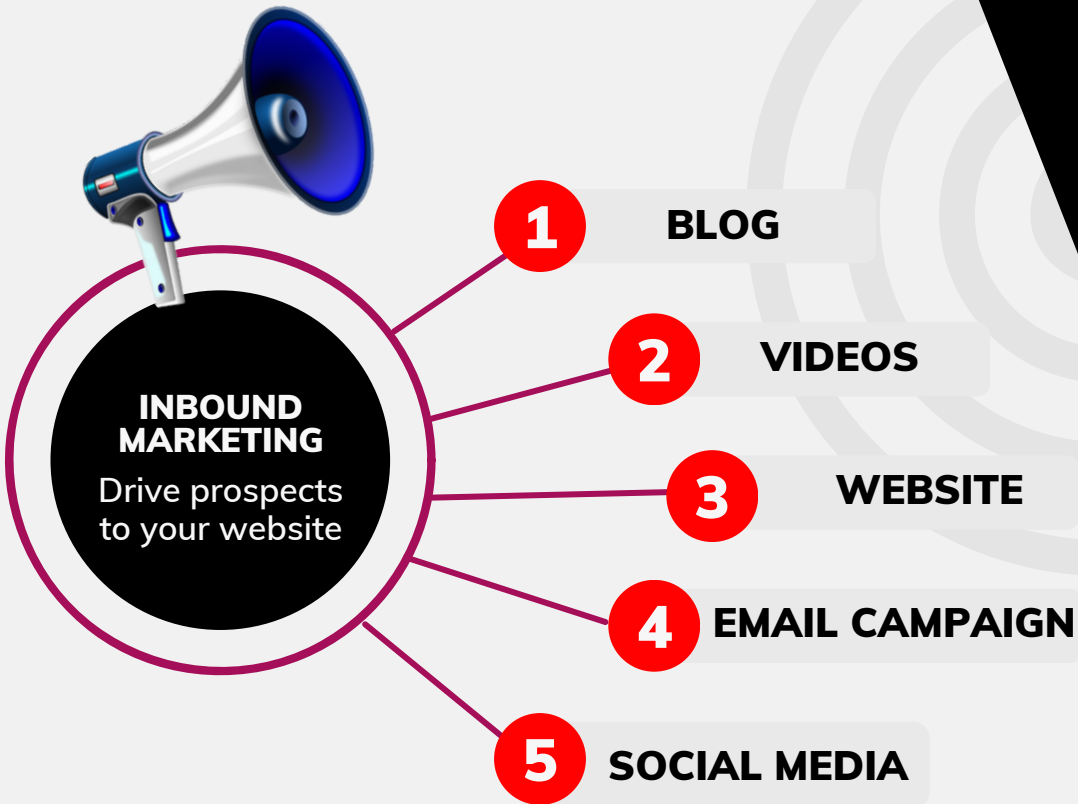 INBOUND
MARKETING
Drive prospects
to your website
1 BLOG
2 VIDEOS
3 WEBSITE
4 EMAIL CAMPAIGN
5 SOCIAL MEDIA